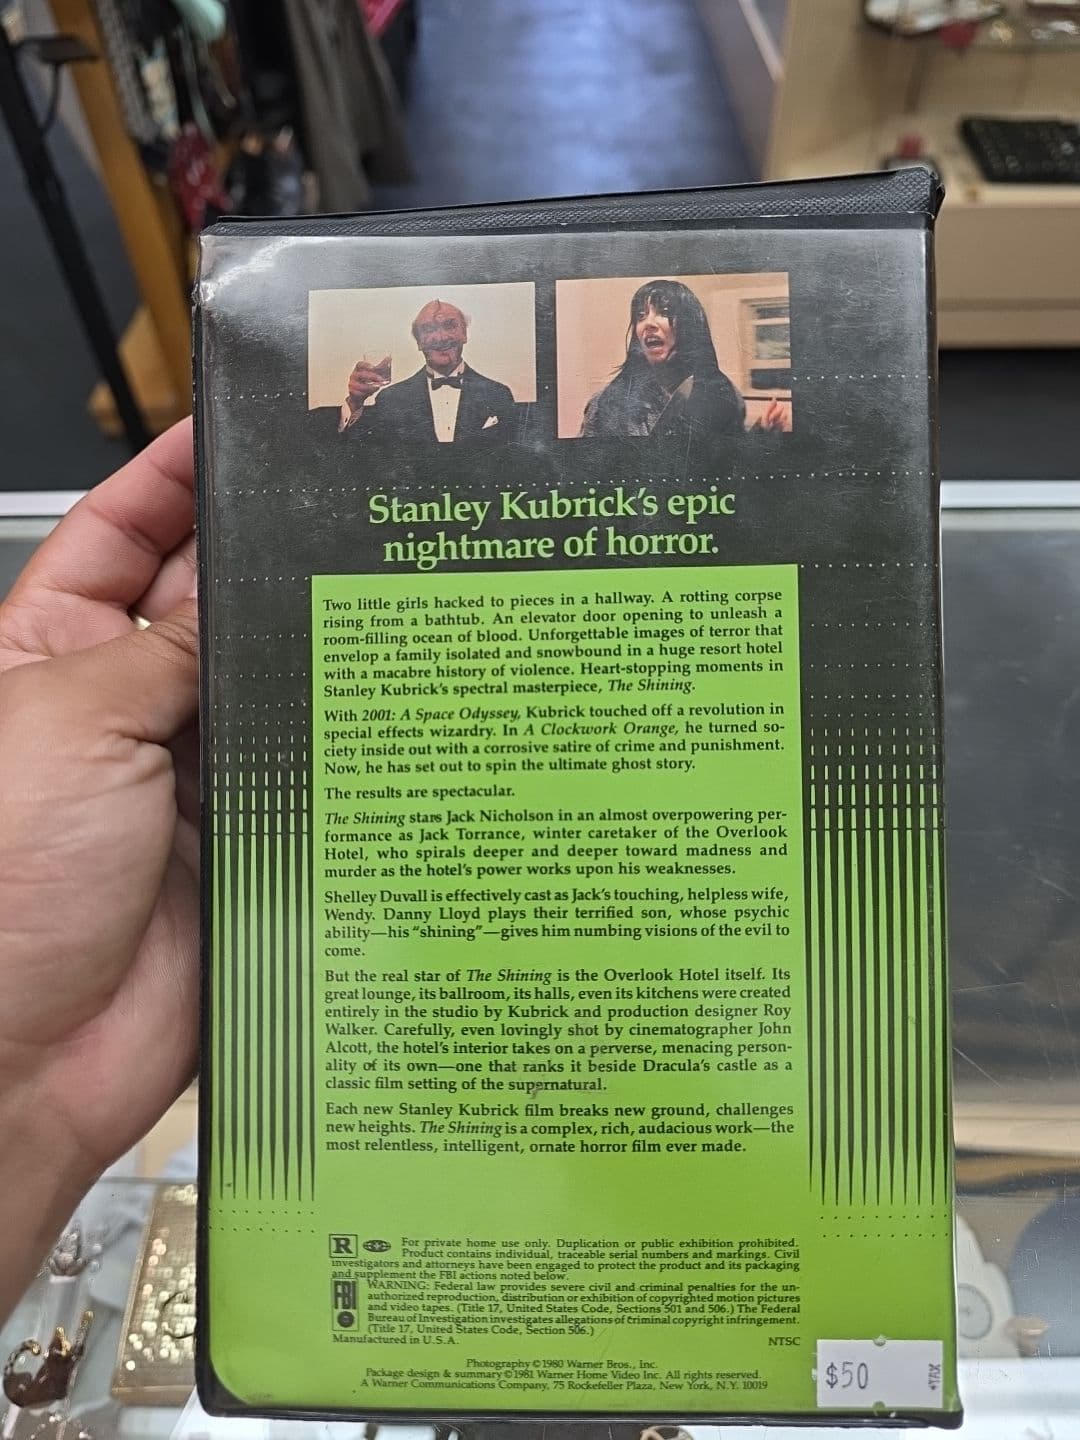 Stanley Kubrick's epic
nightmare of horror.
Two little girls hacked to pieces in a hallway. A rotting corpse
rising from a bathtub. An elevator door opening to unleash a
room-filling ocean of blood. Unforgettable images of terror that
envelop a family isolated and snowbound in a huge resort hotel
with a macabre history of violence. Heart-stopping moments in
Stanley Kubrick's spectral masterpiece, The Shining.
With 2001: A Space Odyssey, Kubrick touched off a revolution in
special effects wizardry. In A Clockwork Orange, he turned so-
ciety inside out with a corrosive satire of crime and punishment.
Now, he has set out to spin the ultimate ghost story.
The results are spectacular.
The Shining stars Jack Nicholson in an almost overpowering per-
formance as Jack Torrance, winter caretaker of the Overlook
Hotel, who spirals deeper and deeper toward madness and
murder as the hotel's power works upon his weaknesses.
Shelley Duvall is effectively cast as Jack's touching, helpless wife,
Wendy. Danny Lloyd plays their terrified son, whose psychic
ability—his "shining"—gives him numbing visions of the evil to
come.
But the real star of The Shining is the Overlook Hotel itself. Its
great lounge, its ballroom, its halls, even its kitchens were created
entirely in the studio by Kubrick and production designer Roy
Walker. Carefully, even lovingly shot by cinematographer John
Alcott, the hotel's interior takes on a perverse, menacing person-
ality of its own—one that ranks it beside Dracula's castle as a
classic film setting of the supernatural.
Each new Stanley Kubrick film breaks new ground, challenges
new heights. The Shining is a complex, rich, audacious work—the
most relentless, intelligent, ornate horror film ever made.
R For private home use only. Duplication or public exhibition prohibited.
Product contains individual, traceable serial numbers and markings. Civil
investigators and attorneys have been engaged to protect the product and its packaging
and supplement the FBI actions noted below.
FBI WARNING: Federal law provides severe civil and criminal penalties for the un-
authorized reproduction, distribution or exhibition of copyrighted motion pictures
and video tapes. (Title 17, United States Code, Sections 501 and 506.) The Federal
Bureau of Investigation investigates allegations of criminal copyright infringement.
(Title 17, United States Code, Section 506.)
Manufactured in U.S.A. NTSC
Photography © 1980 Warner Bros., Inc.
Package design & summary © 1981 Warner Home Video Inc. All rights reserved.
A Warner Communications Company, 75 Rockefeller Plaza, New York, N.Y. 10019
$50
+TAX